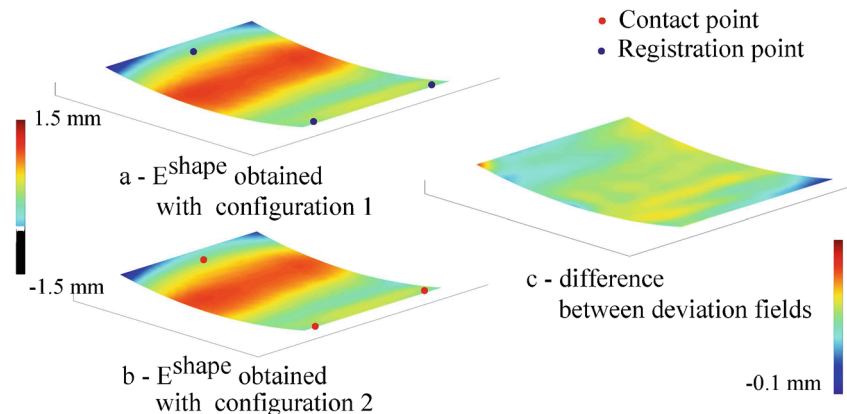 Contact point
Registration point
1.5 mm
a - E^shape obtained
with configuration 1
-1.5 mm
c - difference
between deviation fields
b - E^shape obtained
with configuration 2
-0.1 mm